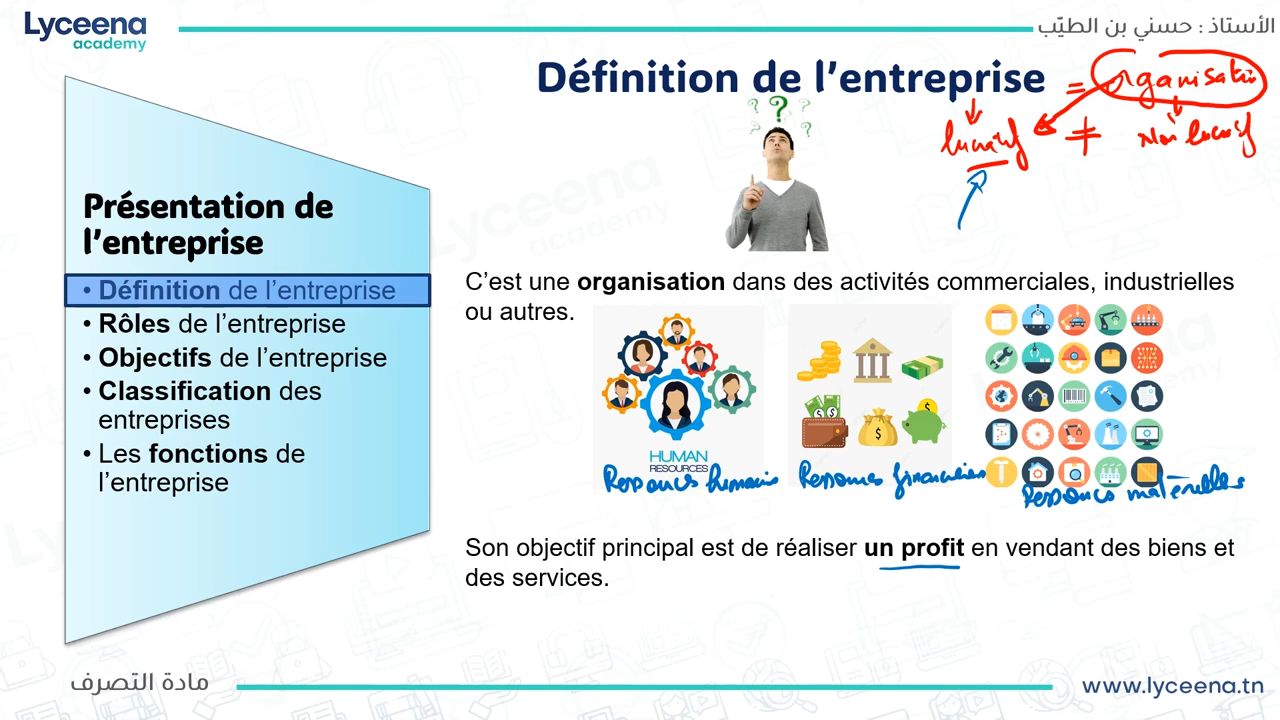 Lyceena
academy
الأستاذ : حسني بن الطيّب
Définition de l'entreprise
= organisation
lucratif ≠ Non lucratif
Présentation de
l'entreprise
• Définition de l'entreprise
• Rôles de l'entreprise
• Objectifs de l'entreprise
• Classification des
entreprises
• Les fonctions de
l'entreprise
C'est une organisation dans des activités commerciales, industrielles
ou autres.
HUMAN
RESOURCES
Ressources humaines
Ressources financières
Ressources matérielles
Son objectif principal est de réaliser un profit en vendant des biens et
des services.
مادة التصرف
www.lyceena.tn